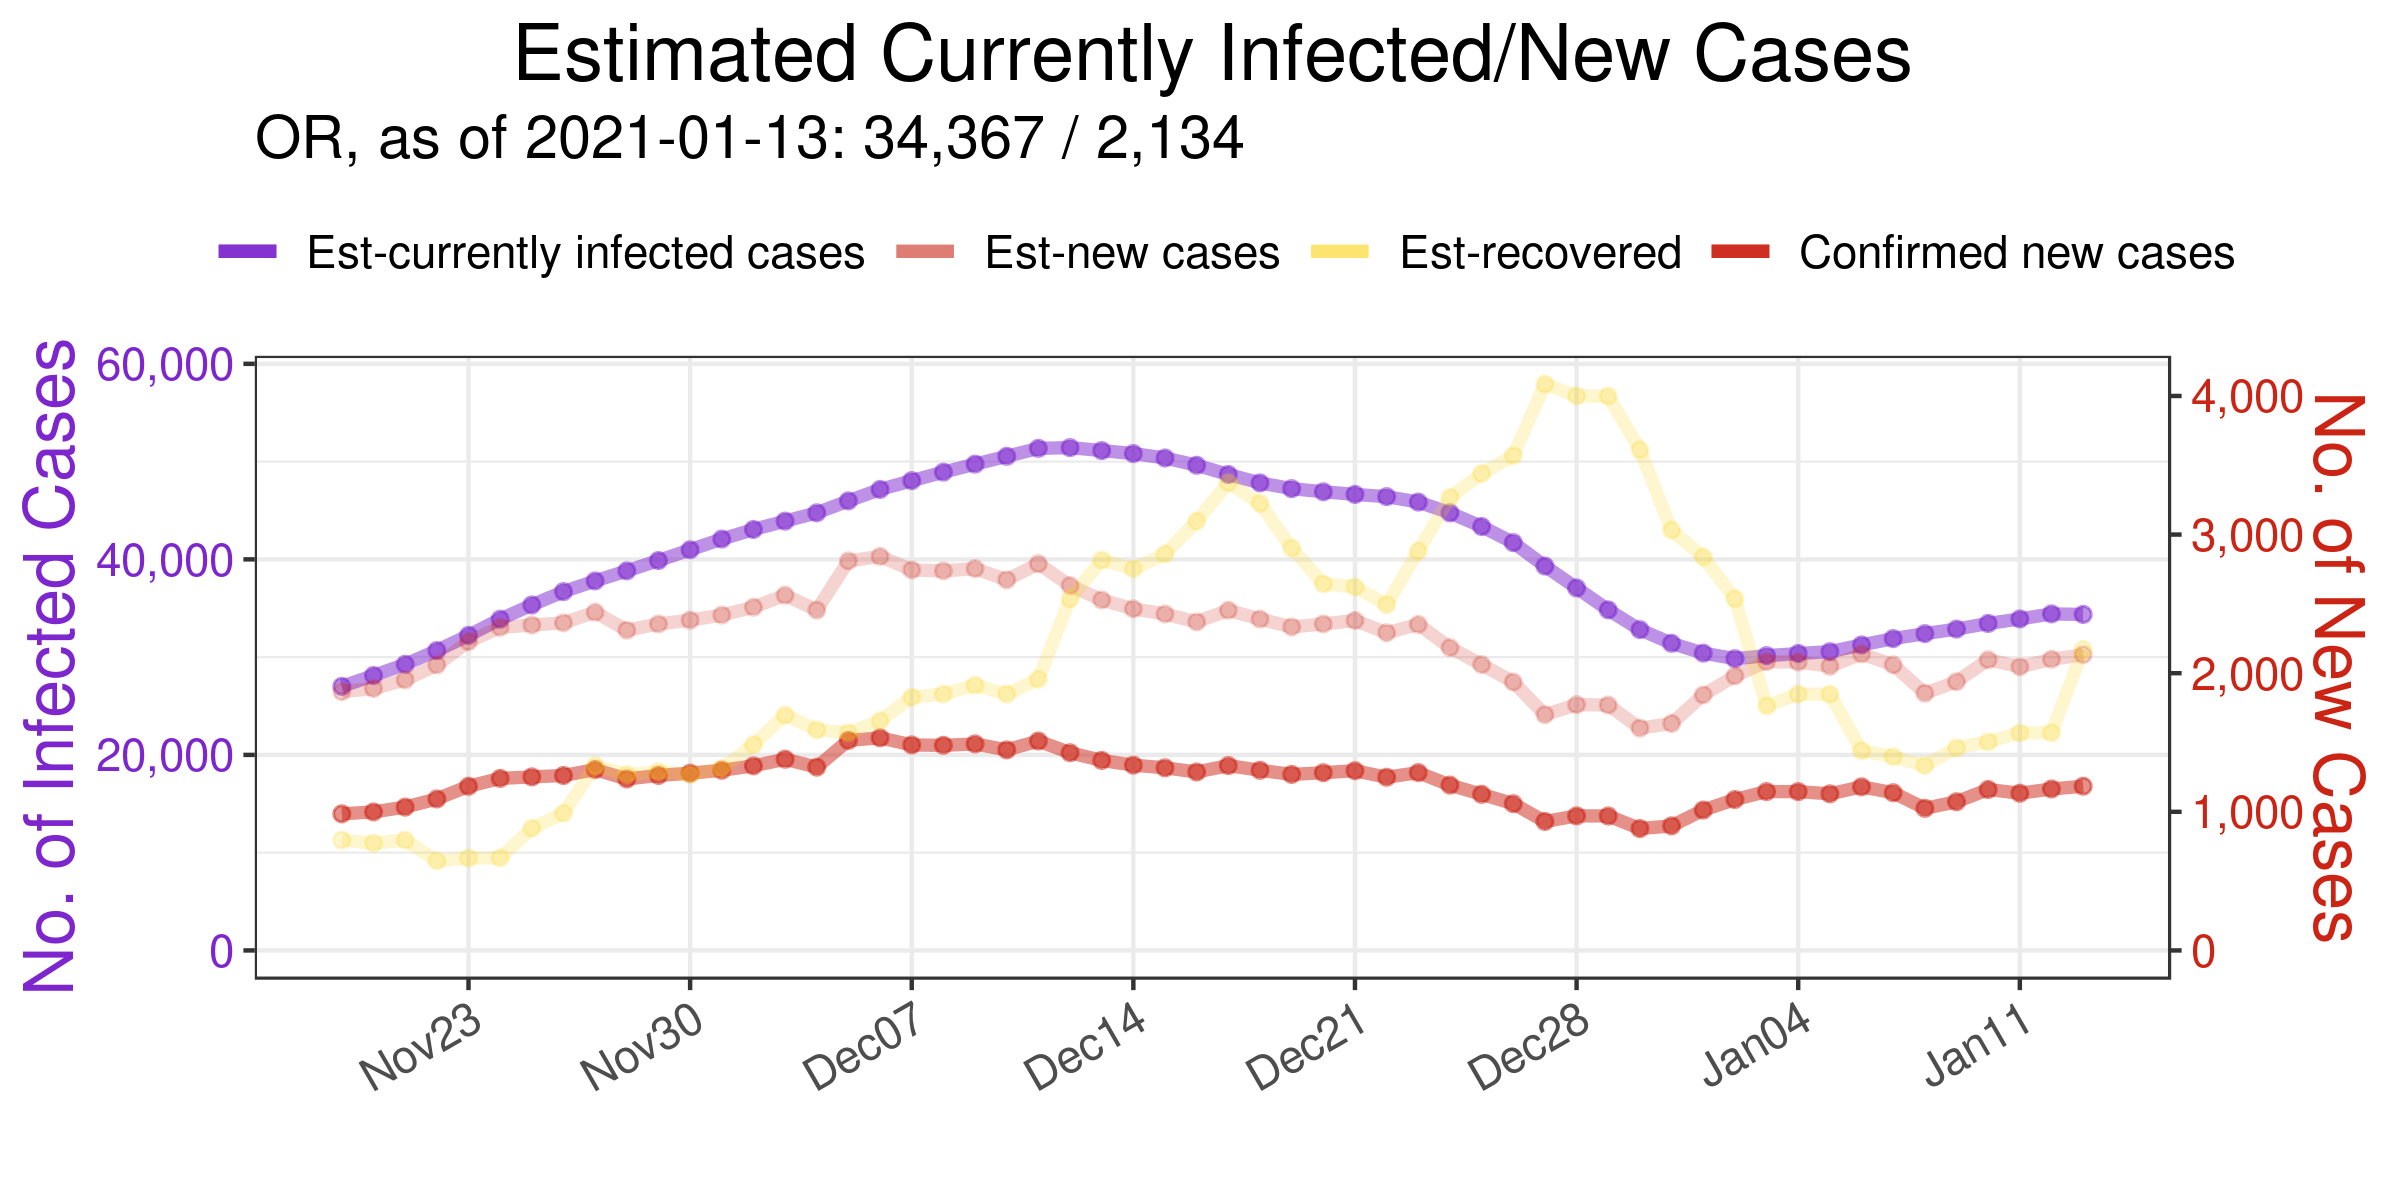 Estimated Currently Infected/New Cases
OR, as of 2021-01-13: 34,367 / 2,134
Est-currently infected cases Est-new cases Est-recovered Confirmed new cases
No. of Infected Cases
60,000
40,000
20,000
0
4,000
3,000
2,000
1,000
0
No. of New Cases
Nov23 Nov30 Dec07 Dec14 Dec21 Dec28 Jan04 Jan11